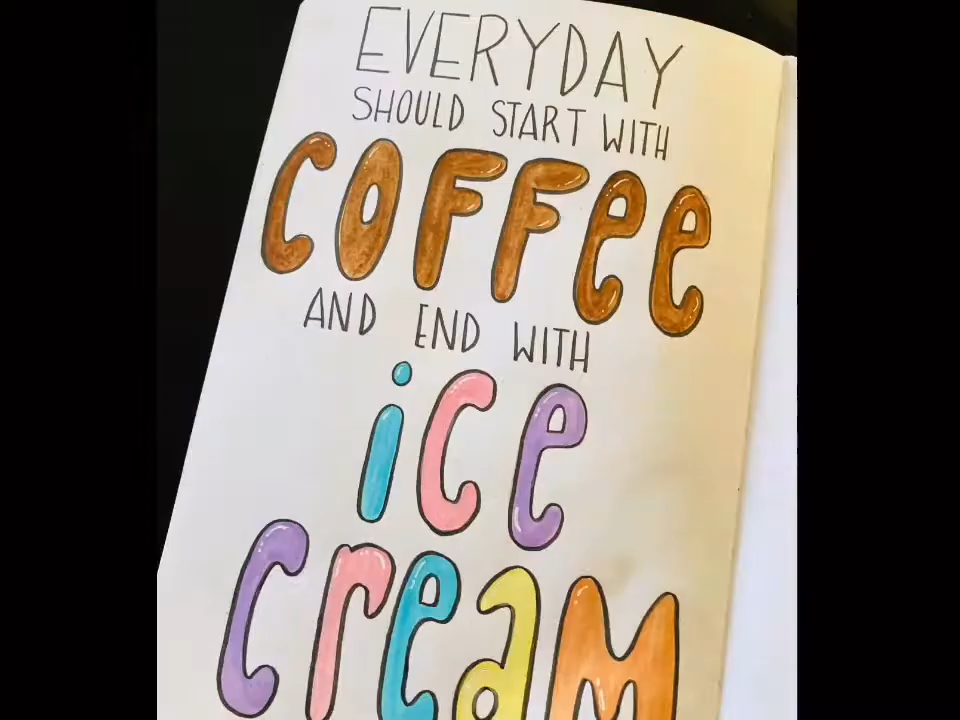 EVERYDAY
SHOULD START WITH
COFFee
AND END WITH
ice
CreaM